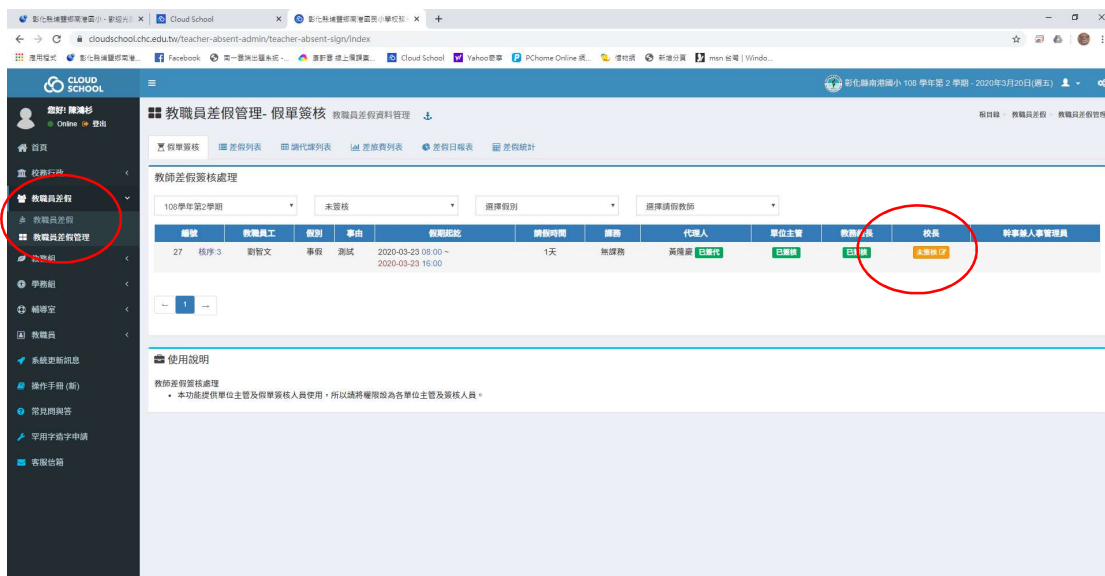 彰化縣埔鹽鄉南港國小 - 歡迎光
Cloud School
彰化縣埔鹽鄉南港國民小學校務
cloudschool.chc.edu.tw/teacher-absent-admin/teacher-absent-sign/index
應用程式
彰化縣埔鹽鄉南港...
Facebook
Cloud School
Yahoo奇摩
PChome Online 網...
新增分頁
msn 台灣 | Windo...
CLOUD SCHOOL
彰化縣南港國小 108 學年第 2 學期 - 2020年3月20日(週五)
您好! 陳鴻杉
Online 登出
教職員差假管理- 假單簽核 教職員差假資料管理
根目錄 教職員差假 教職員差假管理
首頁
校務行政
教職員差假
教職員差假
教職員差假管理
教務組
學務組
輔導室
教職員
系統更新訊息
操作手冊 (新)
常見問與答
罕用字造字申請
客服信箱
假單簽核 差假列表 請代課列表 差旅費列表 差假日報表 差假統計
教師差假簽核處理
108學年第2學期 未簽核 選擇假別 選擇請假教師
編號 教職員工 假別 事由 假期起訖 請假時間 課務 代理人 單位主管 教務組長 校長 幹事兼人事管理員
27 核序:3 劉智文 事假 測試 2020-03-23 08:00 ~ 1天 無課務 黃隆慶 已簽代 已簽核 已簽核 未簽核
2020-03-23 16:00
← 1 →
使用說明
教師差假簽核處理
• 本功能提供單位主管及假單簽核人員使用，所以請將權限設為各單位主管及簽核人員。